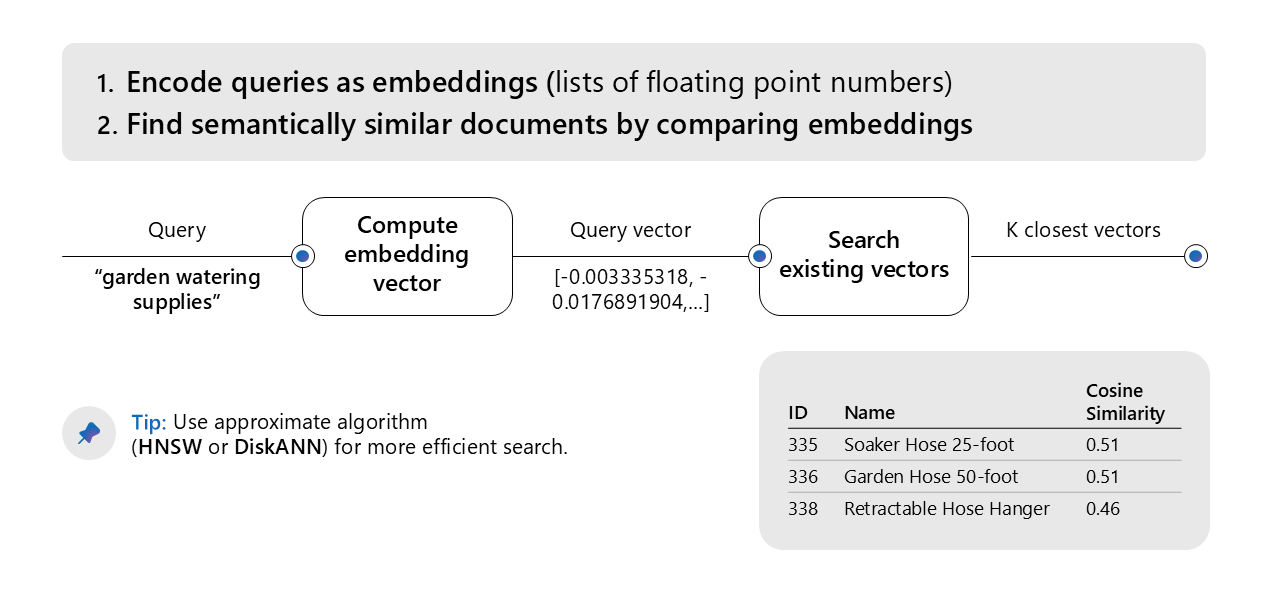 1. Encode queries as embeddings (lists of floating point numbers)
2. Find semantically similar documents by comparing embeddings
Query
“garden watering
supplies”
Compute
embedding
vector
Query vector
[-0.003335318, -
0.0176891904,...]
Search
existing vectors
K closest vectors
Tip: Use approximate algorithm
(HNSW or DiskANN) for more efficient search.
Cosine
ID Name Similarity
335 Soaker Hose 25-foot 0.51
336 Garden Hose 50-foot 0.51
338 Retractable Hose Hanger 0.46